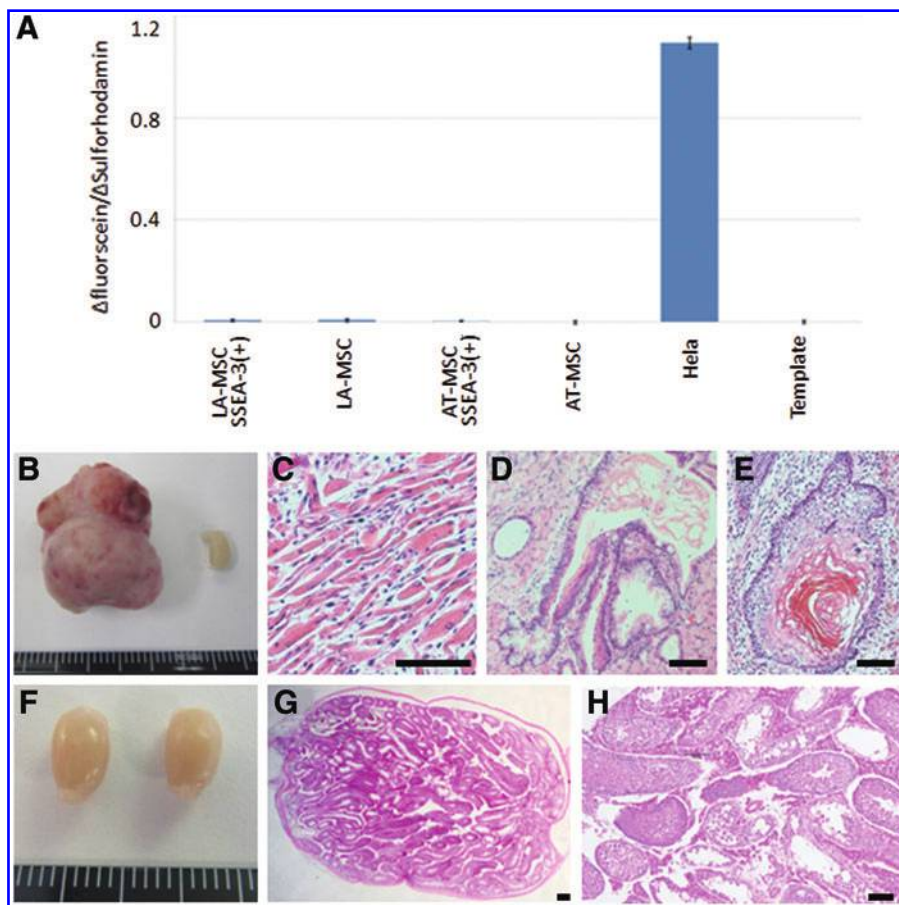 A
1.2
0.8
0.4
0
Δfluorscein/ΔSulforhodamin
LA-MSC
SSEA-3(+)
LA-MSC
AT-MSC
SSEA-3(+)
AT-MSC
Hela
Template
B
C
D
E
F
G
H